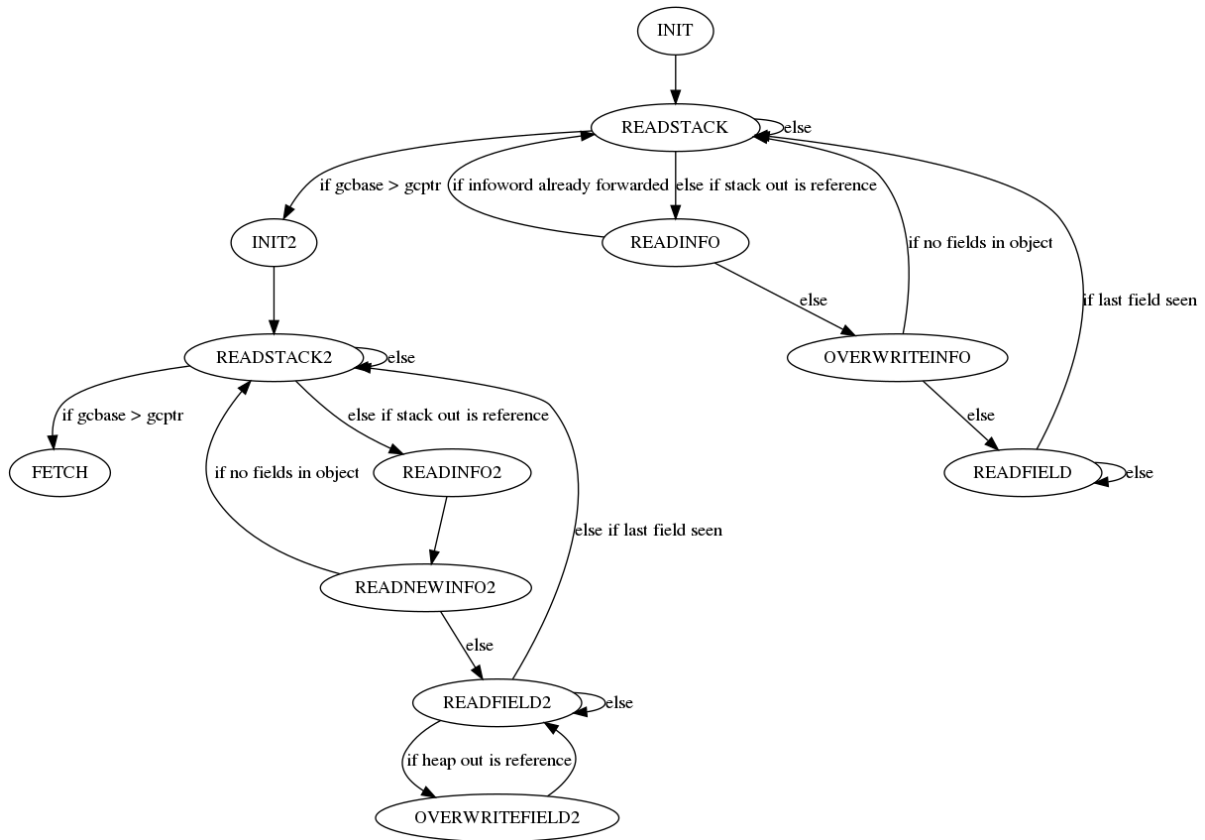 INIT
READSTACK
else
if gcbase > gcptr
if infoword already forwarded
else if stack out is reference
INIT2
READINFO
if no fields in object
else
if last field seen
READSTACK2
else
OVERWRITEINFO
if gcbase > gcptr
else if stack out is reference
else
FETCH
if no fields in object
READINFO2
READFIELD
else
else if last field seen
READNEWINFO2
else
READFIELD2
else
if heap out is reference
OVERWRITEFIELD2